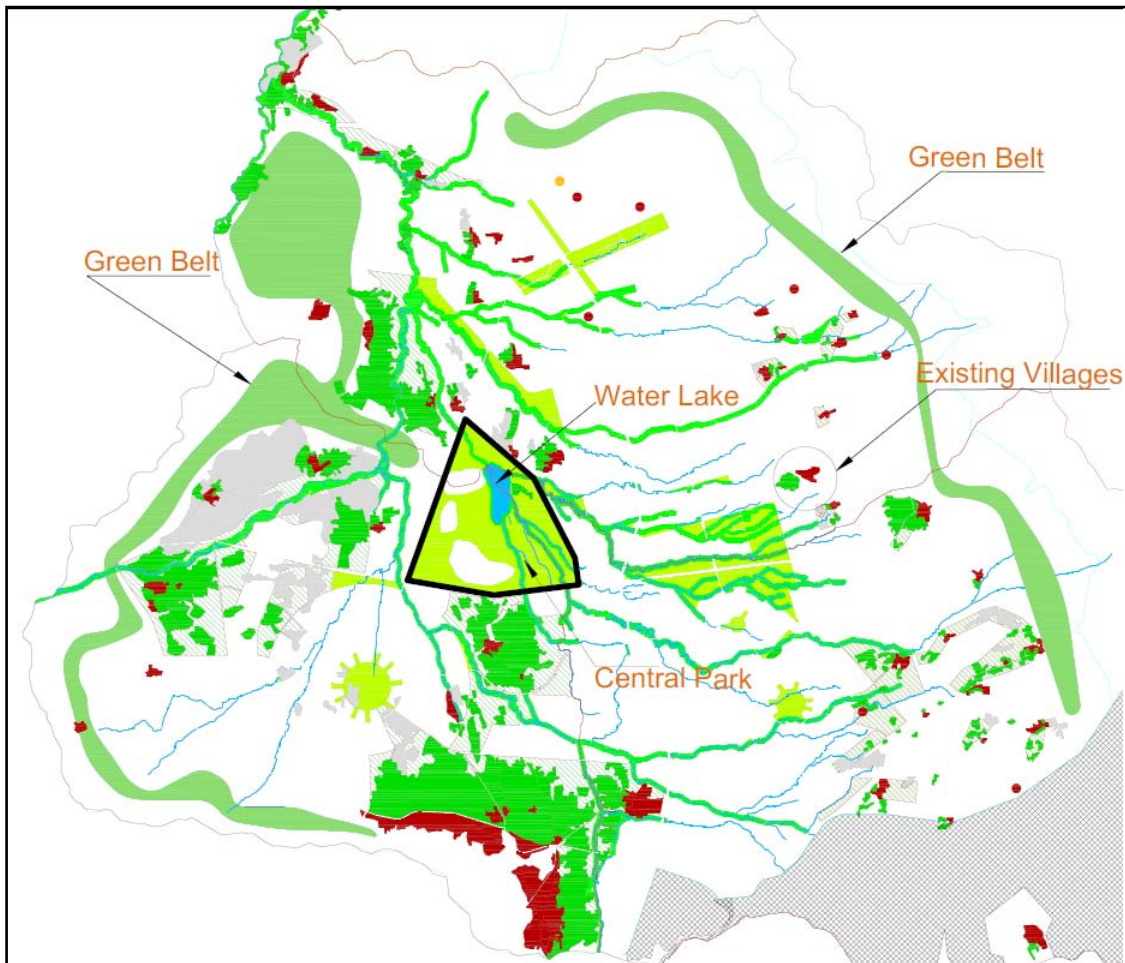 Green Belt
Green Belt
Existing Villages
Water Lake
Central Park